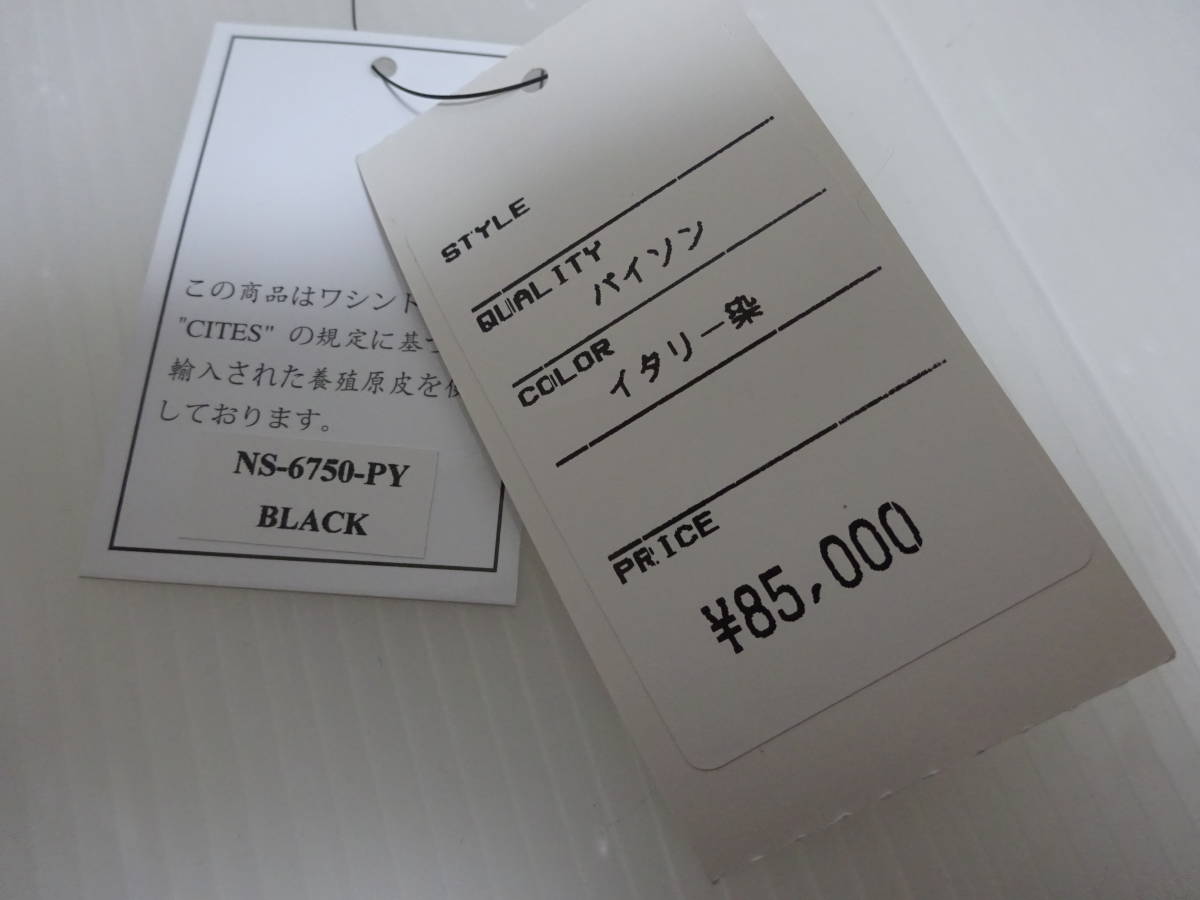 この商品はワシント
"CITES" の規定に基づ
輸入された養殖原皮を使
しております。
NS-6750-PY
BLACK
STYLE
QUALITY
パイソン
COLOR
イタリー染
PRICE
¥85,000